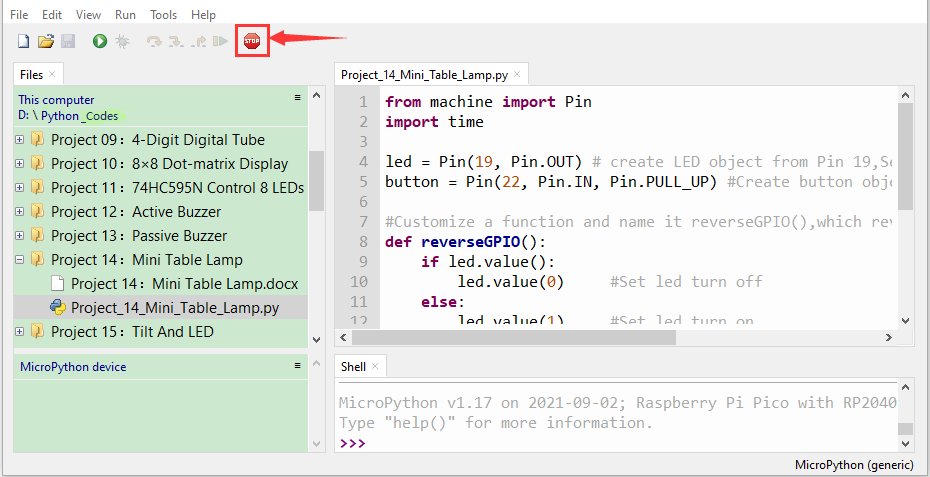 File Edit View Run Tools Help
STOP
Files ×
This computer
D: \ Python _Codes
Project 09：4-Digit Digital Tube
Project 10：8×8 Dot-matrix Display
Project 11：74HC595N Control 8 LEDs
Project 12：Active Buzzer
Project 13：Passive Buzzer
Project 14：Mini Table Lamp
Project 14：Mini Table Lamp.docx
Project_14_Mini_Table_Lamp.py
Project 15：Tilt And LED
MicroPython device
Project_14_Mini_Table_Lamp.py ×
1 from machine import Pin
2 import time
3
4 led = Pin(19, Pin.OUT) # create LED object from Pin 19,Se
5 button = Pin(22, Pin.IN, Pin.PULL_UP) #Create button obje
6
7 #Customize a function and name it reverseGPIO(),which rev
8 def reverseGPIO():
9 if led.value():
10 led.value(0) #Set led turn off
11 else:
12 led.value(1) #Set led turn on
Shell ×
MicroPython v1.17 on 2021-09-02; Raspberry Pi Pico with RP2040
Type "help()" for more information.
>>>
MicroPython (generic)